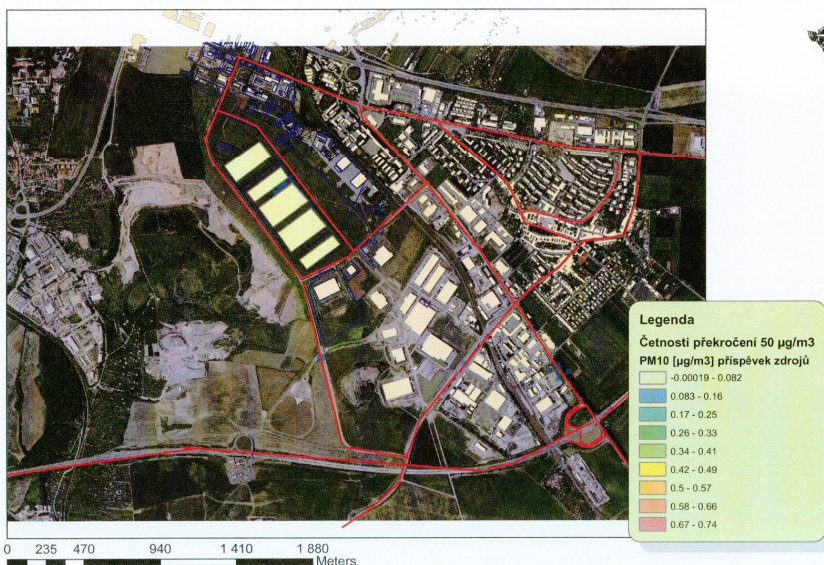 Legenda
Četnosti překročení 50 µg/m3
PM10 [µg/m3] příspěvek zdrojů
-0.00019 - 0.082
0.083 - 0.16
0.17 - 0.25
0.26 - 0.33
0.34 - 0.41
0.42 - 0.49
0.5 - 0.57
0.58 - 0.66
0.67 - 0.74
0 235 470 940 1 410 1 880
Meters